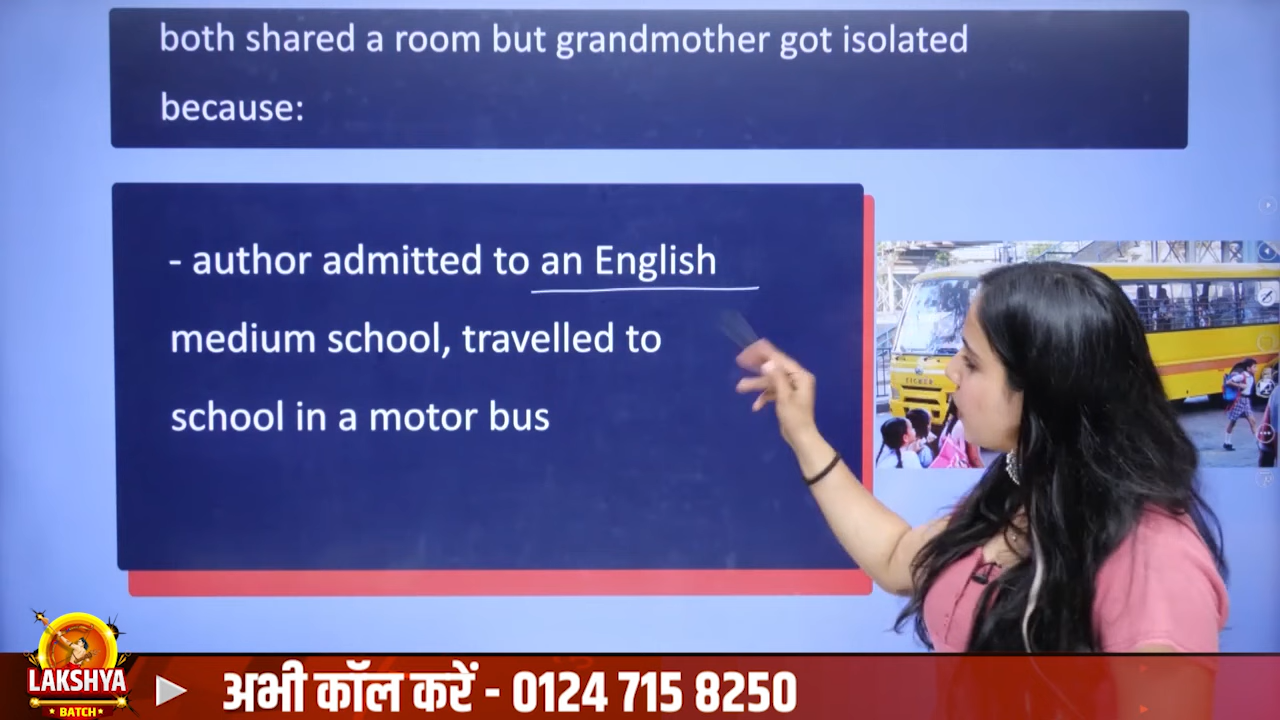 both shared a room but grandmother got isolated
because:
- author admitted to an English
medium school, travelled to
school in a motor bus
EICHER
LAKSHYA
BATCH
अभी कॉल करें - 0124 715 8250